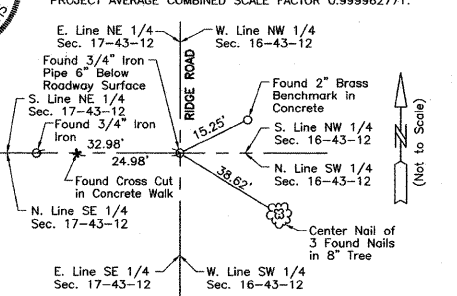 PROJECT AVERAGE COMBINED SCALE FACTOR 0.999962771.
E. Line NE 1/4
Sec. 17-43-12
W. Line NW 1/4
Sec. 16-43-12
Found 3/4" Iron
Pipe 6" Below
Roadway Surface
RIDGE ROAD
Found 2" Brass
Benchmark in
Concrete
S. Line NE 1/4
Sec. 17-43-12
Found 3/4" Iron
Iron
15.25'
S. Line NW 1/4
Sec. 16-43-12
32.98'
24.98'
38.62'
N
(Not to Scale)
Found Cross Cut
in Concrete Walk
N. Line SW 1/4
Sec. 16-43-12
N. Line SE 1/4
Sec. 17-43-12
Center Nail of
3 Found Nails
in 8" Tree
E. Line SE 1/4
Sec. 17-43-12
W. Line SW 1/4
Sec. 16-43-12